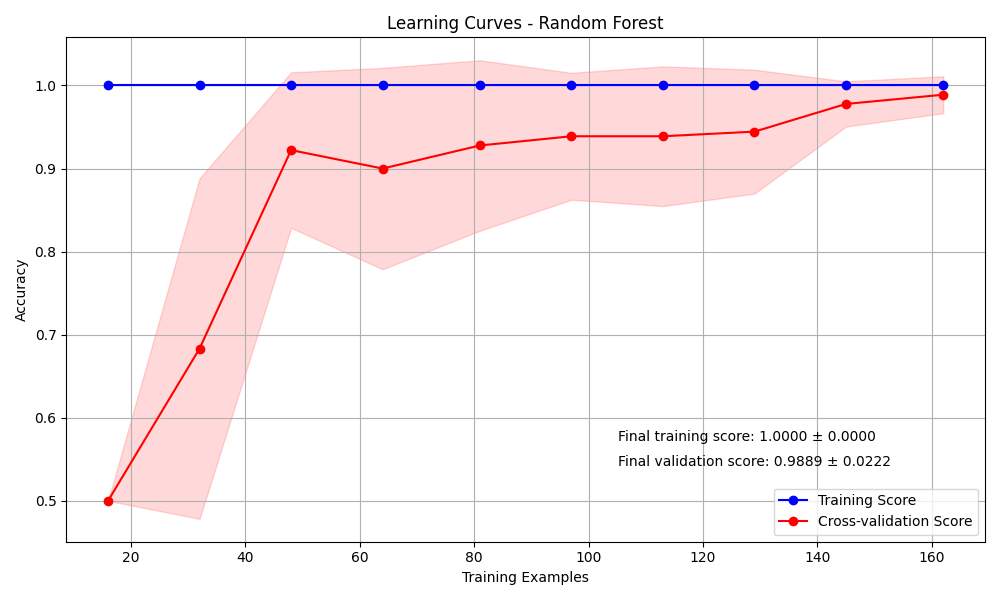 Learning Curves - Random Forest
Accuracy
1.0
0.9
0.8
0.7
0.6
0.5
Final training score: 1.0000 ± 0.0000
Final validation score: 0.9889 ± 0.0222
Training Score
Cross-validation Score
20 40 60 80 100 120 140 160
Training Examples